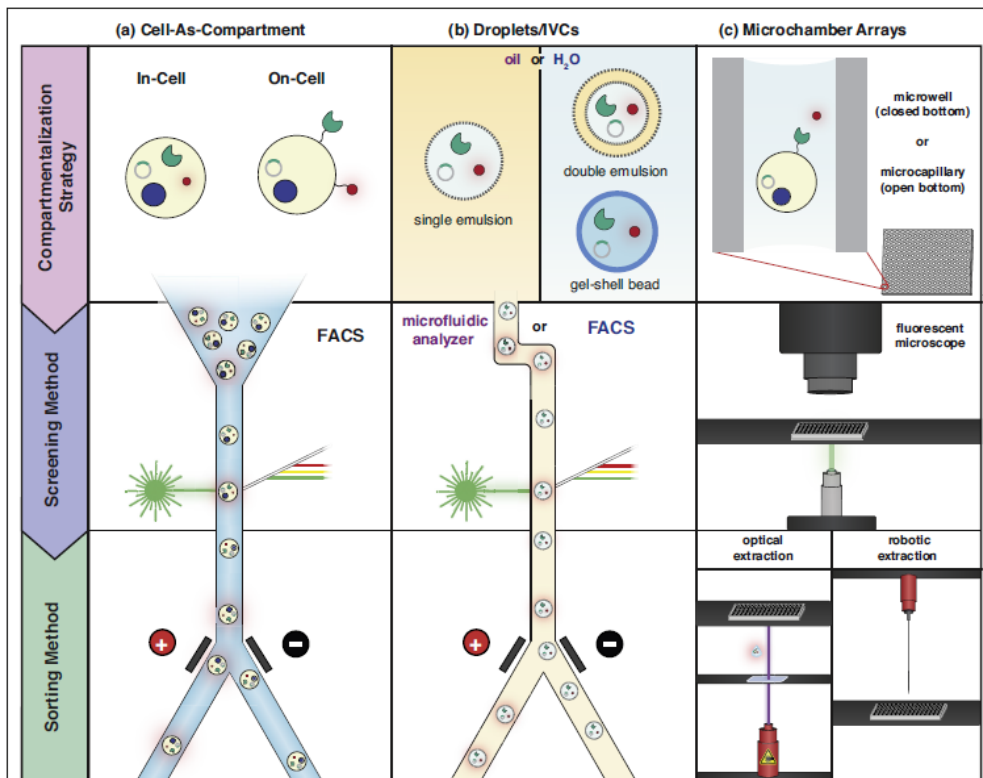 (a) Cell-As-Compartment
(b) Droplets/IVCs
(c) Microchamber Arrays
Compartmentalization
Strategy
In-Cell
On-Cell
oil or H₂O
single emulsion
double emulsion
gel-shell bead
microwell
(closed bottom)
or
microcapillary
(open bottom)
Screening Method
FACS
microfluidic
analyzer
or
FACS
fluorescent
microscope
Sorting Method
+
−
+
−
optical
extraction
robotic
extraction